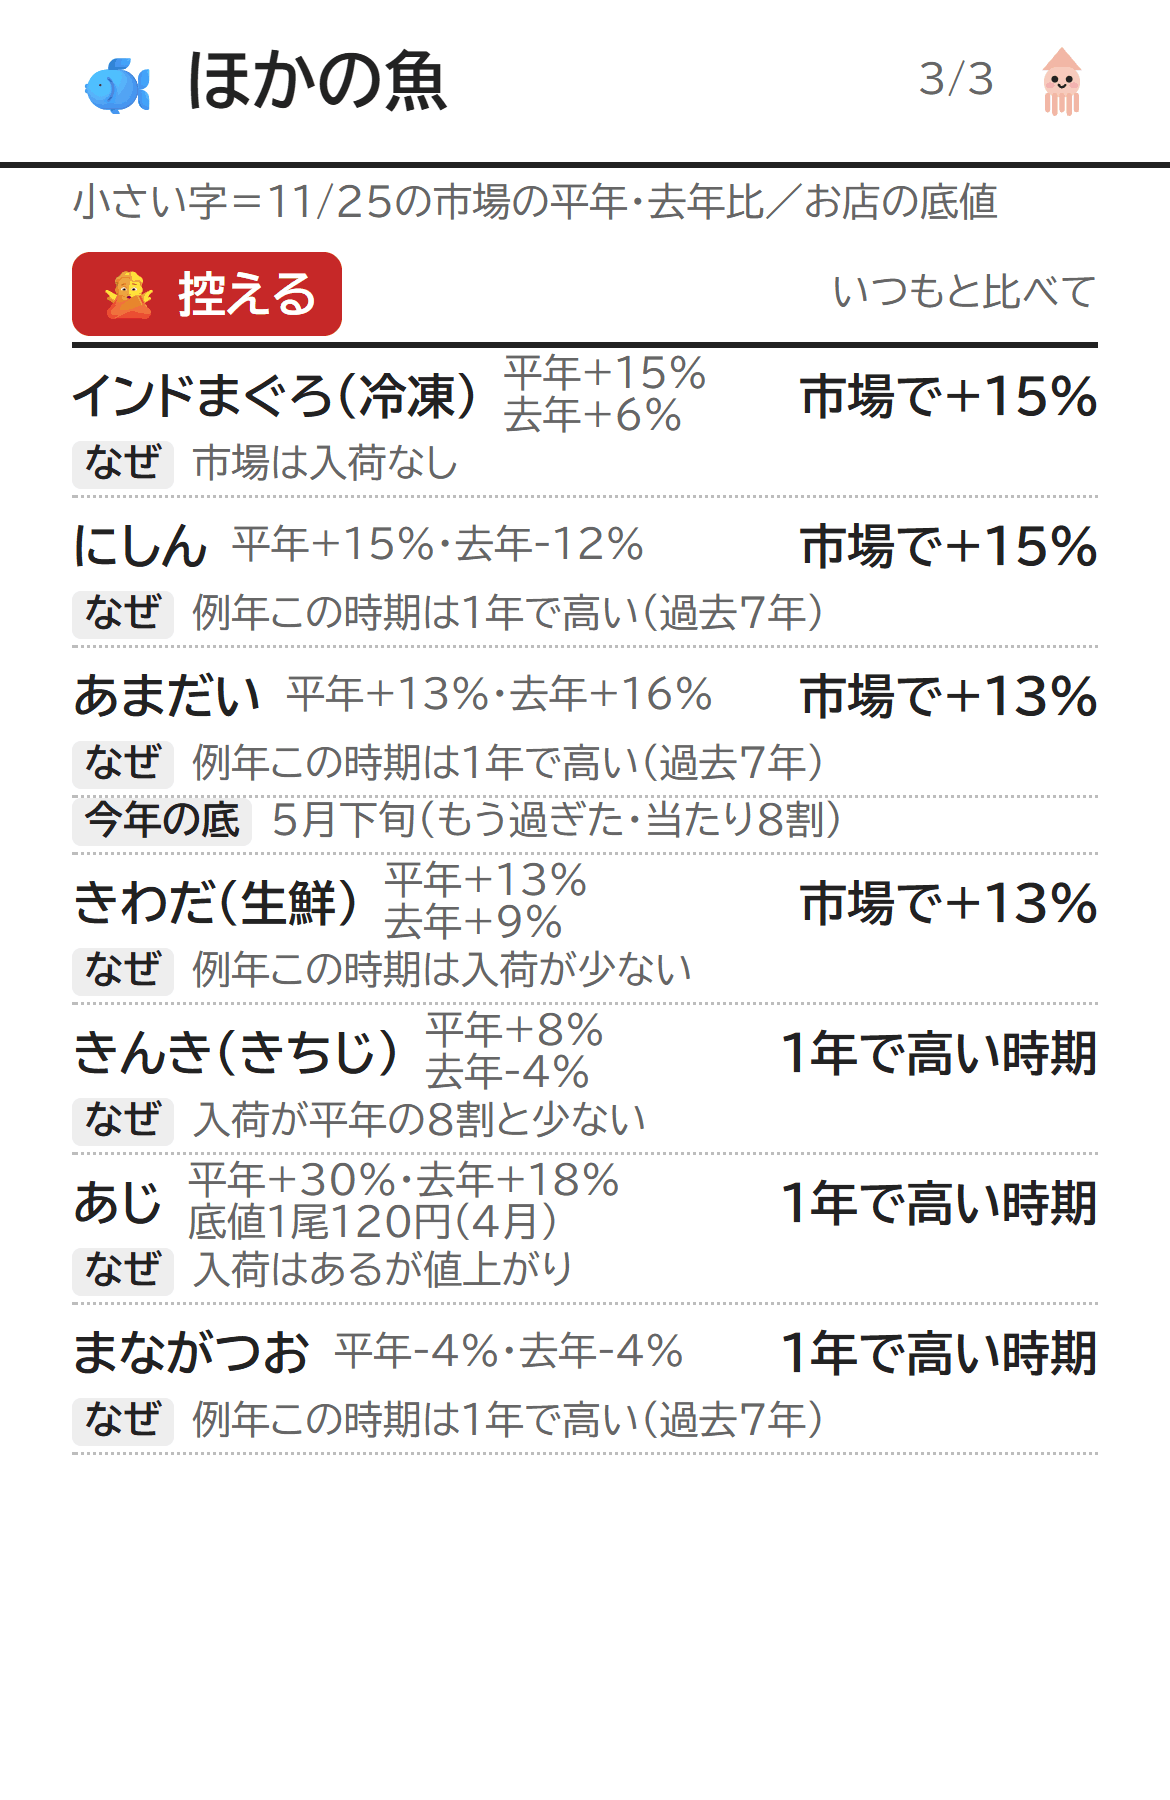 ほかの魚
3/3
小さい字＝11/25の市場の平年・去年比／お店の底値
控える
いつもと比べて
インドまぐろ（冷凍） 平年+15% 去年+6% 市場で+15%
なぜ 市場は入荷なし
にしん 平年+15%・去年-12% 市場で+15%
なぜ 例年この時期は1年で高い（過去7年）
あまだい 平年+13%・去年+16% 市場で+13%
なぜ 例年この時期は1年で高い（過去7年）
今年の底 5月下旬（もう過ぎた・当たり8割）
きわだ（生鮮） 平年+13% 去年+9% 市場で+13%
なぜ 例年この時期は入荷が少ない
きんき（きちじ） 平年+8% 去年-4% 1年で高い時期
なぜ 入荷が平年の8割と少ない
あじ 平年+30%・去年+18% 底値1尾120円（4月） 1年で高い時期
なぜ 入荷はあるが値上がり
まながつお 平年-4%・去年-4% 1年で高い時期
なぜ 例年この時期は1年で高い（過去7年）